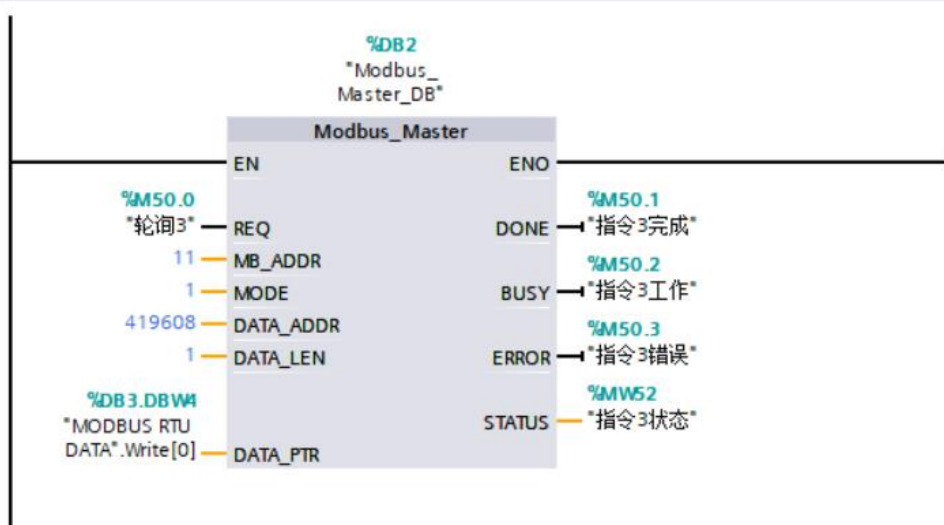 %DB2
"Modbus_
Master_DB"
Modbus_Master
EN
ENO
%M50.0
"轮询3"
REQ
DONE
%M50.1
"指令3完成"
11
MB_ADDR
1
MODE
BUSY
%M50.2
"指令3工作"
419608
DATA_ADDR
1
DATA_LEN
ERROR
%M50.3
"指令3错误"
%DB3.DBW4
"MODBUS RTU
DATA".Write[0]
DATA_PTR
STATUS
%MW52
"指令3状态"